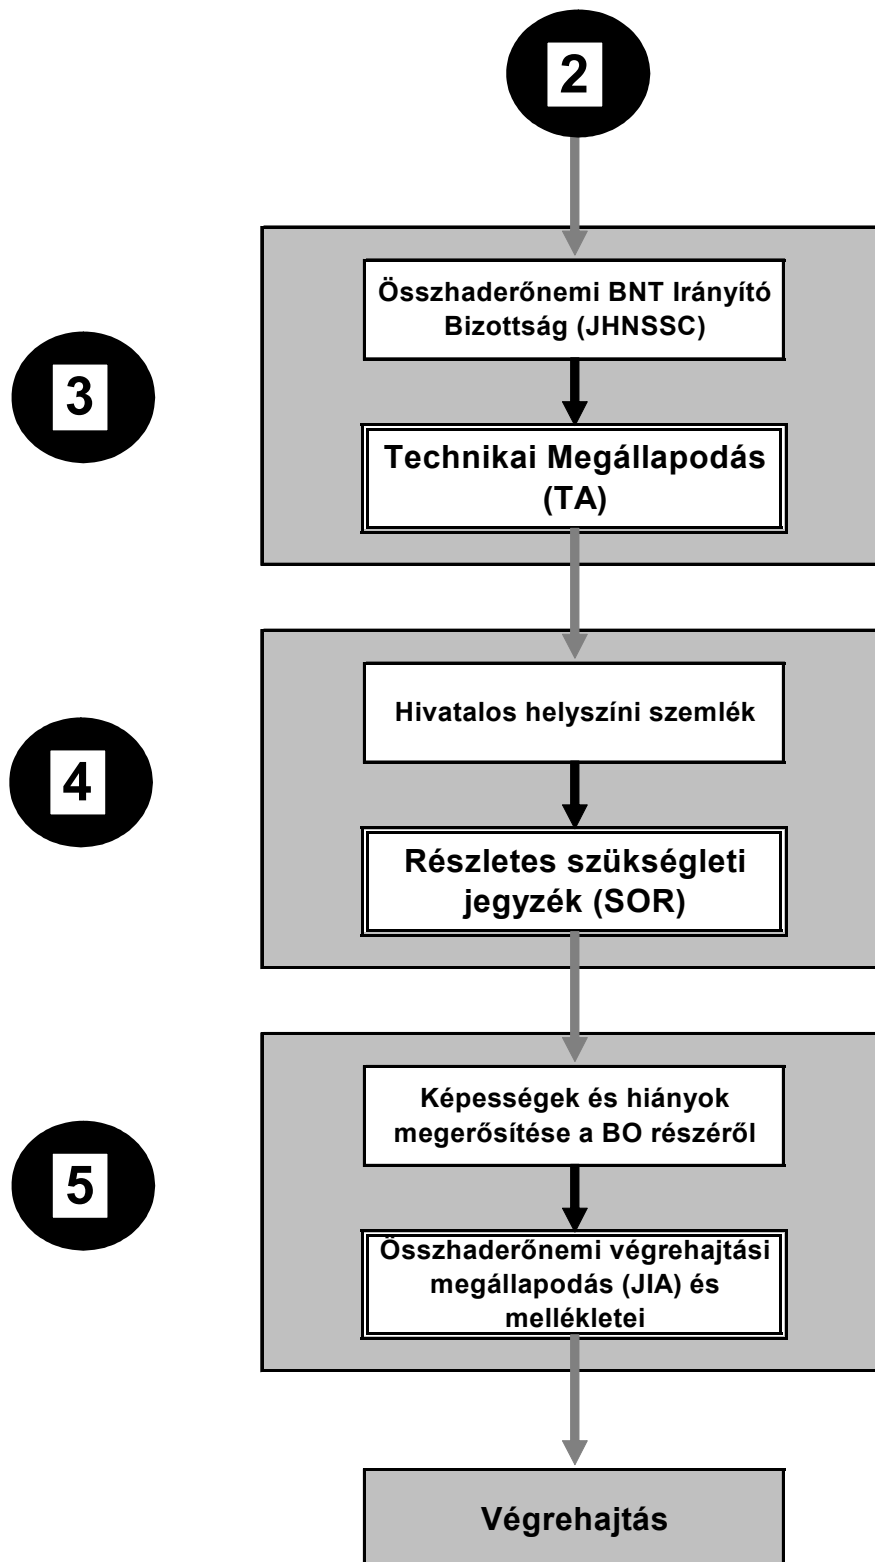 2
Összhaderőnemi BNT Irányító
Bizottság (JHNSSC)
3
Technikai Megállapodás
(TA)
Hivatalos helyszíni szemlék
4
Részletes szükségleti
jegyzék (SOR)
Képességek és hiányok
megerősítése a BO részéről
5
Összhaderőnemi végrehajtási
megállapodás (JIA) és
mellékletei
Végrehajtás